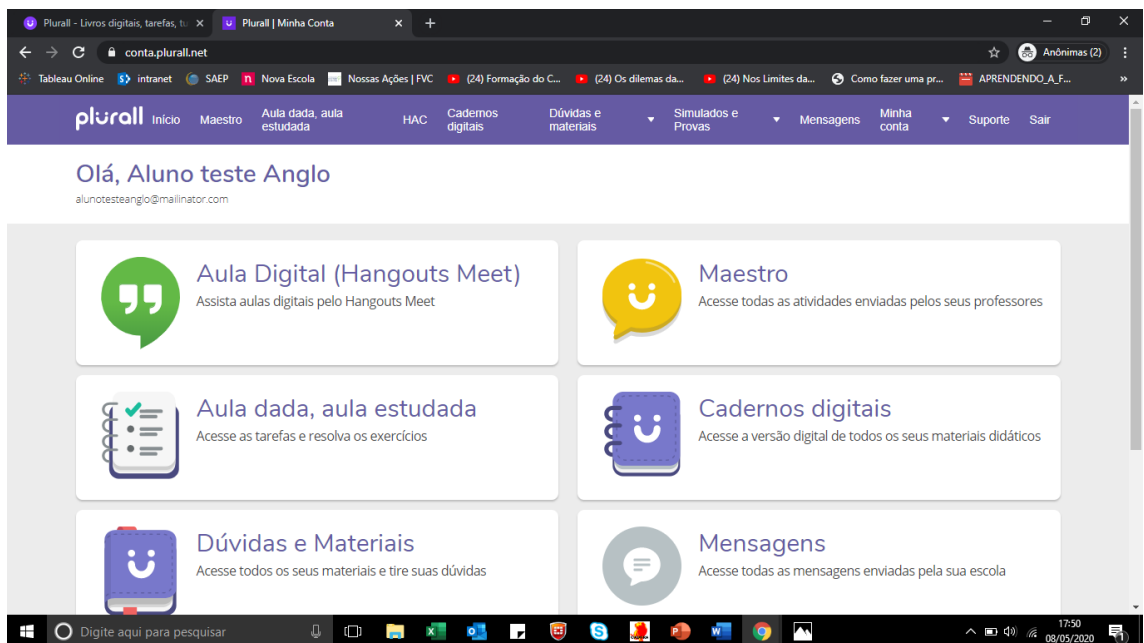 Plurall - Livros digitais, tarefas, tu
Plurall | Minha Conta
conta.plurall.net
Anônimas (2)
Tableau Online
intranet
SAEP
Nova Escola
Nossas Ações | FVC
(24) Formação do C...
(24) Os dilemas da...
(24) Nos Limites da...
Como fazer uma pr...
APRENDENDO_A_F...
»
plurall
Início
Maestro
Aula dada, aula
estudada
HAC
Cadernos
digitais
Dúvidas e
materiais
Simulados e
Provas
Mensagens
Minha
conta
Suporte
Sair
Olá, Aluno teste Anglo
alunotesteanglo@mailinator.com
Aula Digital (Hangouts Meet)
Assista aulas digitais pelo Hangouts Meet
Maestro
Acesse todas as atividades enviadas pelos seus professores
Aula dada, aula estudada
Acesse as tarefas e resolva os exercícios
Cadernos digitais
Acesse a versão digital de todos os seus materiais didáticos
Dúvidas e Materiais
Acesse todos os seus materiais e tire suas dúvidas
Mensagens
Acesse todas as mensagens enviadas pela sua escola
Digite aqui para pesquisar
17:50
08/05/2020